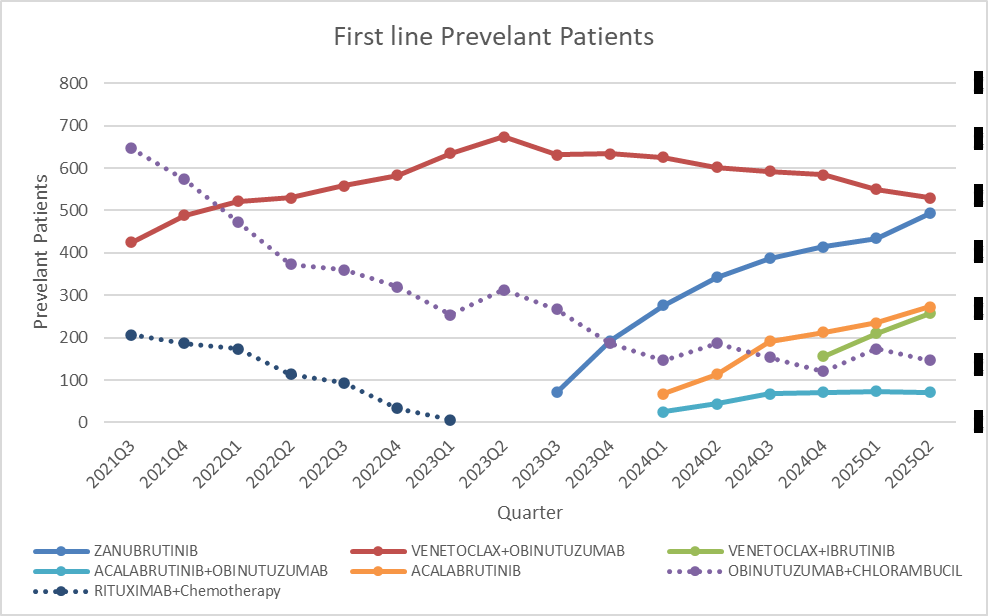 First line Prevelant Patients
800
700
600
500
400
300
200
100
0
Prevelant Patients
2021Q3 2021Q4 2022Q1 2022Q2 2022Q3 2022Q4 2023Q1 2023Q2 2023Q3 2023Q4 2024Q1 2024Q2 2024Q3 2024Q4 2025Q1 2025Q2
Quarter
ZANUBRUTINIB VENETOCLAX+OBINUTUZUMAB VENETOCLAX+IBRUTINIB
ACALABRUTINIB+OBINUTUZUMAB ACALABRUTINIB OBINUTUZUMAB+CHLORAMBUCIL
RITUXIMAB+Chemotherapy